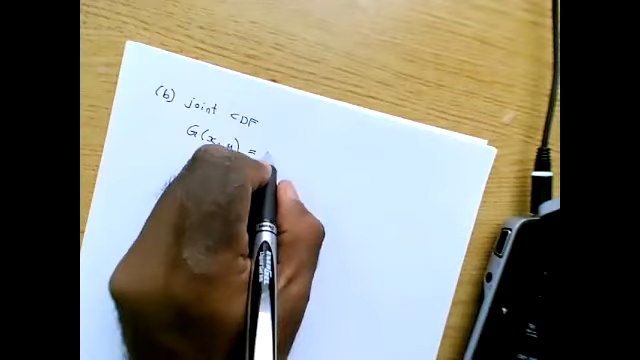 (b) joint CDF
G(x, y) =